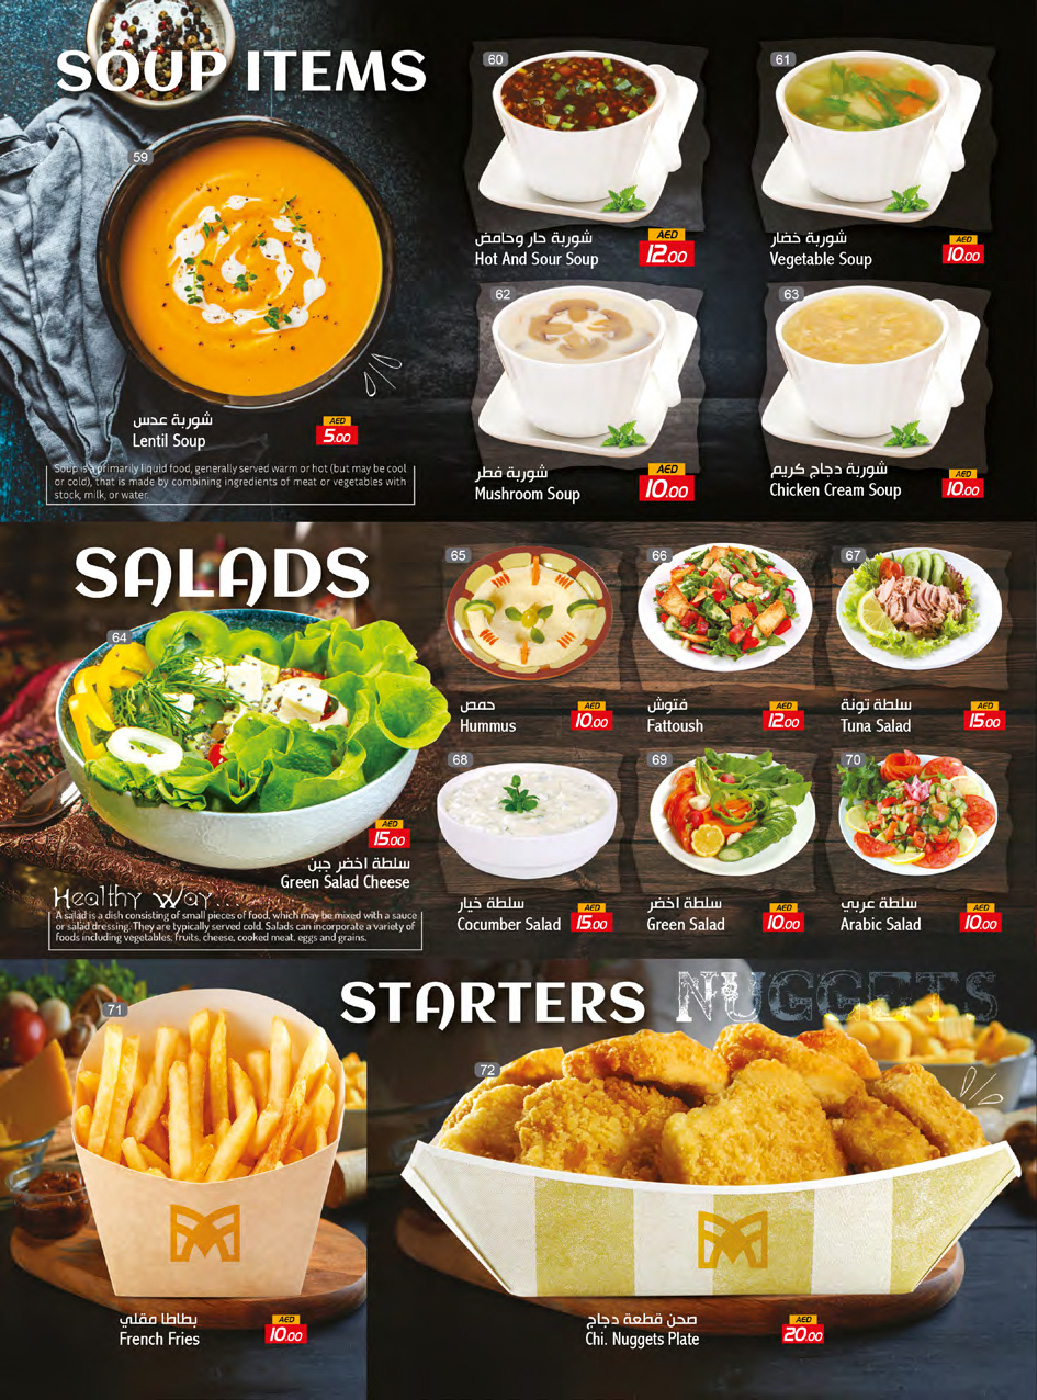 SOUP ITEMS
59
شوربة عدس
Lentil Soup
AED
5.00
Soup is a primarily liquid food, generally served warm or hot (but may be cool
or cold), that is made by combining ingredients of meat or vegetables with
stock, milk, or water.
60
شوربة حار وحامض
Hot And Sour Soup
AED
12.00
61
شوربة خضار
Vegetable Soup
AED
10.00
62
شوربة فطر
Mushroom Soup
AED
10.00
63
شوربة دجاج كريم
Chicken Cream Soup
AED
10.00
SALADS
64
AED
15.00
سلطة اخضر جبن
Green Salad Cheese
Healthy Way...
A salad is a dish consisting of small pieces of food, which may be mixed with a sauce
or salad dressing. They are typically served cold. Salads can incorporate a variety of
foods including vegetables, fruits, cheese, cooked meat, eggs and grains.
65
حمص
Hummus
AED
10.00
66
فتوش
Fattoush
AED
12.00
67
سلطة تونة
Tuna Salad
AED
15.00
68
سلطة خيار
Cocumber Salad
AED
15.00
69
سلطة اخضر
Green Salad
AED
10.00
70
سلطة عربي
Arabic Salad
AED
10.00
STARTERS
NUGGETS
71
بطاطا مقلي
French Fries
AED
10.00
72
صحن قطعة دجاج
Chi. Nuggets Plate
AED
20.00